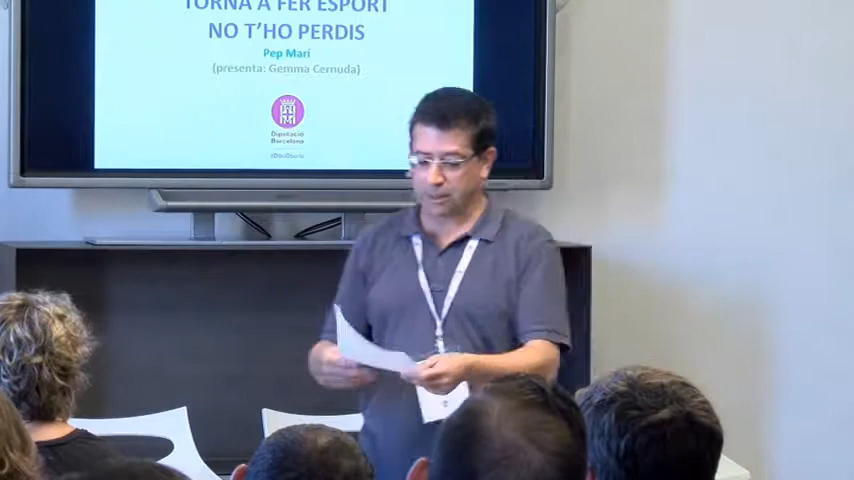 TORNA A FER ESPORT
NO T'HO PERDIS
Pep Marí
(presenta: Gemma Cernuda)
Diputació
Barcelona